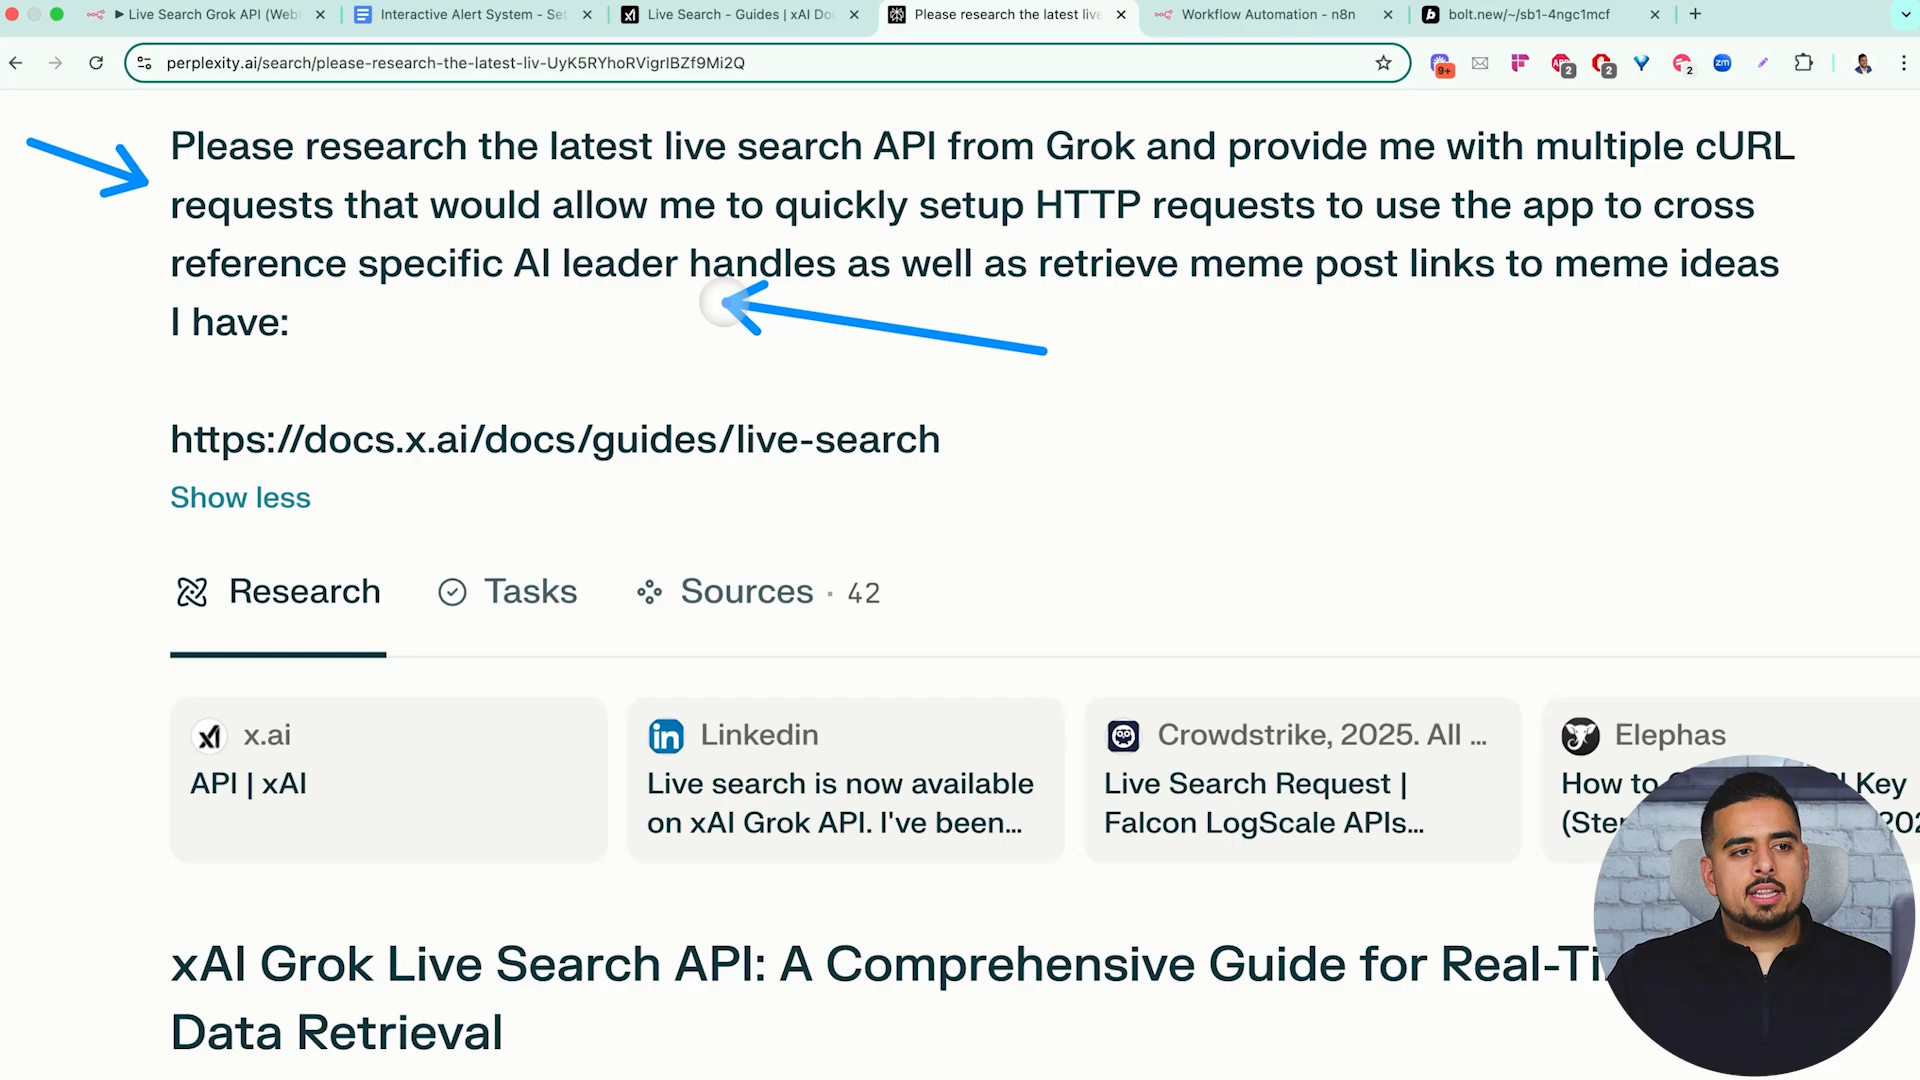 Live Search Grok API (Web
Interactive Alert System - Set
Live Search - Guides | xAI Do
Please research the latest live
Workflow Automation - n8n
bolt.new/~/sb1-4ngc1mcf
perplexity.ai/search/please-research-the-latest-liv-UyK5RYhoRVigrIBZf9Mi2Q
9+
2
2
2
zm
Please research the latest live search API from Grok and provide me with multiple cURL
requests that would allow me to quickly setup HTTP requests to use the app to cross
reference specific AI leader handles as well as retrieve meme post links to meme ideas
I have:
https://docs.x.ai/docs/guides/live-search
Show less
Research
Tasks
Sources · 42
x.ai
API | xAI
Linkedin
Live search is now available
on xAI Grok API. I've been...
Crowdstrike, 2025. All ...
Live Search Request |
Falcon LogScale APIs...
Elephas
How to
Key
xAI Grok Live Search API: A Comprehensive Guide for Real-Ti
Data Retrieval